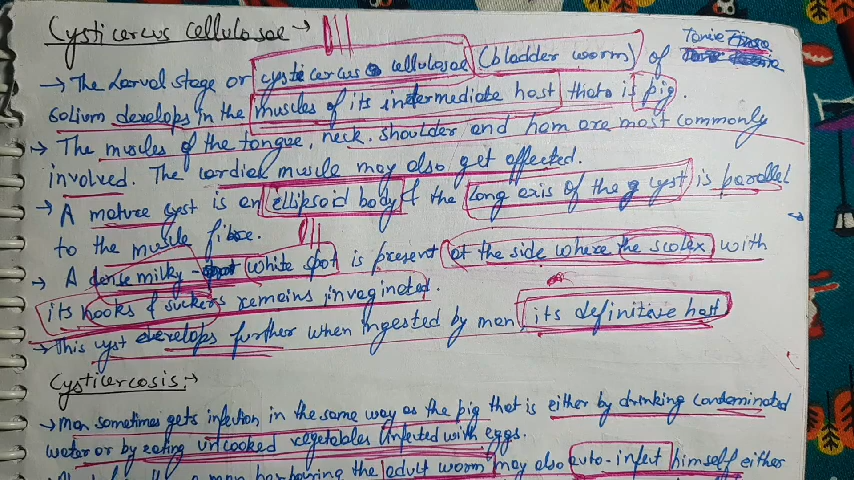 Cysticercus cellulosae →
→ The Larval stage or cysticercus cellulosae (bladder worm) of Taenia
solium develops in the muscles of its intermediate host thats is pig.
→ The muscles of the tongue, neck, shoulder and ham are most commonly
involved. The cardiac muscle may also get affected.
→ A mature cyst is an ellipsoid body & the long axis of the cyst is parallel
to the muscle fibre.
→ A dense milky - white spot is present at the side where the scolex with
its hooks & suckers remains invaginated.
→ This cyst develops further when ingested by man, its definitive host
Cysticercosis :→
→ Man sometimes gets infection in the same way as the pig that is either by drinking contaminated
water or by eating uncooked vegetables infected with eggs.
a man harbouring the adult worm may also auto-infect himself either